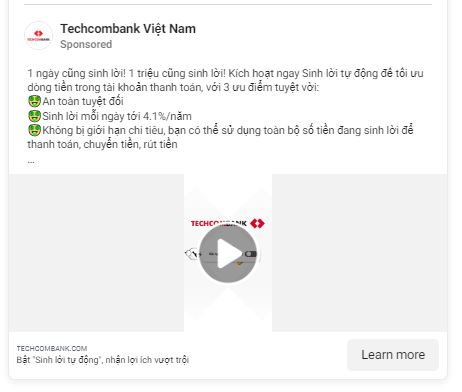 Techcombank Việt Nam
Sponsored
1 ngày cũng sinh lời! 1 triệu cũng sinh lời! Kích hoạt ngay Sinh lời tự động để tối ưu
dòng tiền trong tài khoản thanh toán, với 3 ưu điểm tuyệt vời:
🤑An toàn tuyệt đối
🤑Sinh lời mỗi ngày tới 4.1%/năm
🤑Không bị giới hạn chi tiêu, bạn có thể sử dụng toàn bộ số tiền đang sinh lời để
thanh toán, chuyển tiền, rút tiền
...
TECHCOMBANK
TECHCOMBANK.COM
Bật "Sinh lời tự động", nhận lợi ích vượt trội
Learn more